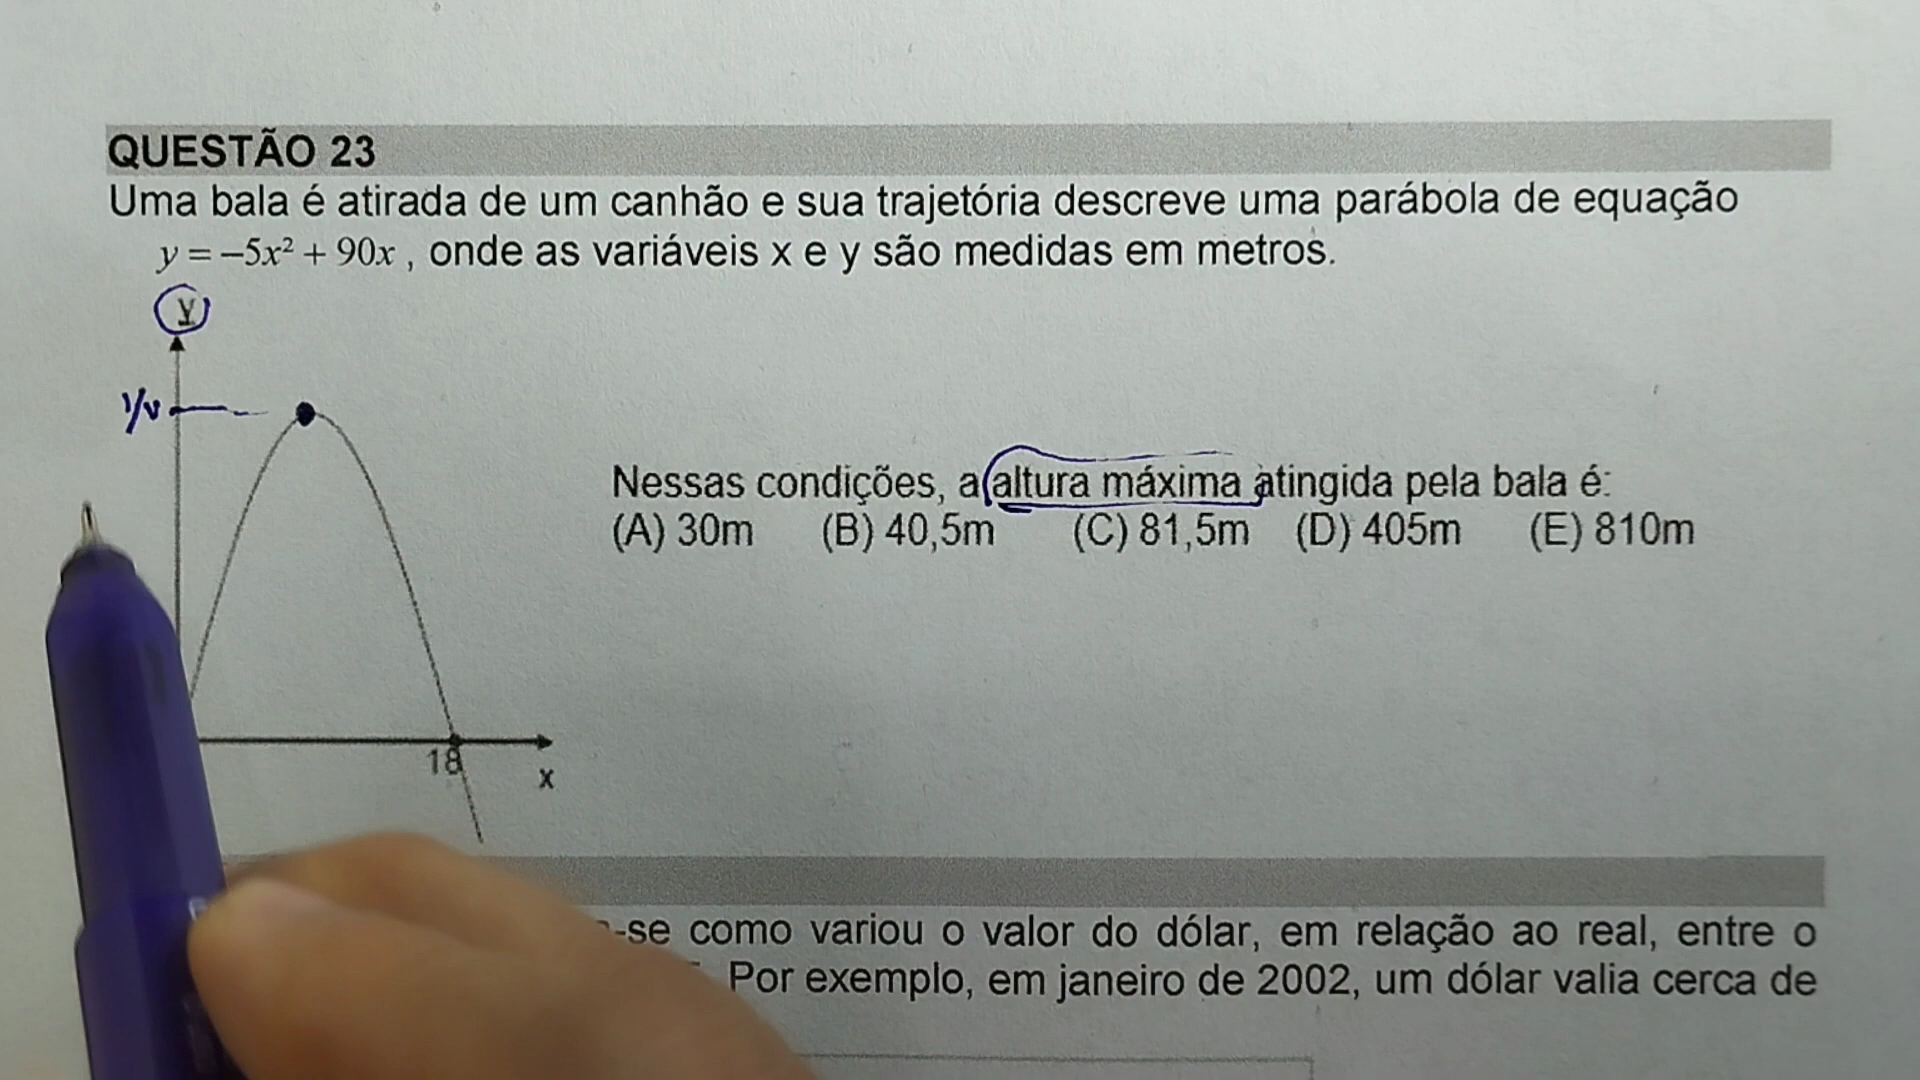 QUESTÃO 23
Uma bala é atirada de um canhão e sua trajetória descreve uma parábola de equação
y = –5x² + 90x , onde as variáveis x e y são medidas em metros.
y
Yv
Nessas condições, a altura máxima atingida pela bala é:
(A) 30m (B) 40,5m (C) 81,5m (D) 405m (E) 810m
18
x
-se como variou o valor do dólar, em relação ao real, entre o
Por exemplo, em janeiro de 2002, um dólar valia cerca de